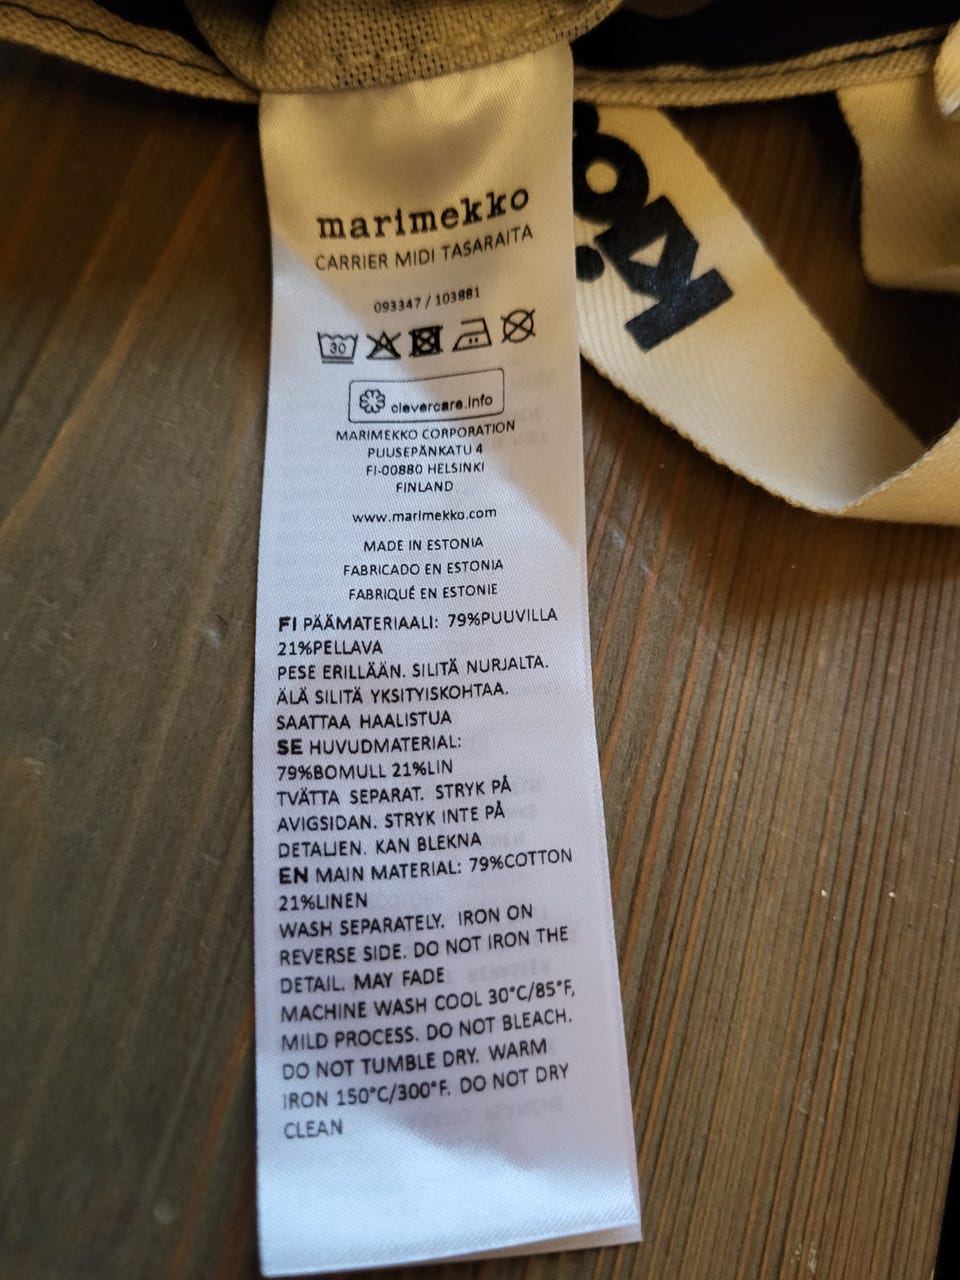 marimekko
CARRIER MIDI TASARAITA
093347 / 103881
30
clevercare.info
MARIMEKKO CORPORATION
PUUSEPÄNKATU 4
FI-00880 HELSINKI
FINLAND
www.marimekko.com
MADE IN ESTONIA
FABRICADO EN ESTONIA
FABRIQUÉ EN ESTONIE
FI PÄÄMATERIAALI: 79%PUUVILLA
21%PELLAVA
PESE ERILLÄÄN. SILITÄ NURJALTA.
ÄLÄ SILITÄ YKSITYISKOHTAA.
SAATTAA HAALISTUA
SE HUVUDMATERIAL:
79%BOMULL 21%LIN
TVÄTTA SEPARAT. STRYK PÅ
AVIGSIDAN. STRYK INTE PÅ
DETALJEN. KAN BLEKNA
EN MAIN MATERIAL: 79%COTTON
21%LINEN
WASH SEPARATELY. IRON ON
REVERSE SIDE. DO NOT IRON THE
DETAIL. MAY FADE
MACHINE WASH COOL 30°C/85°F,
MILD PROCESS. DO NOT BLEACH.
DO NOT TUMBLE DRY. WARM
IRON 150°C/300°F. DO NOT DRY
CLEAN